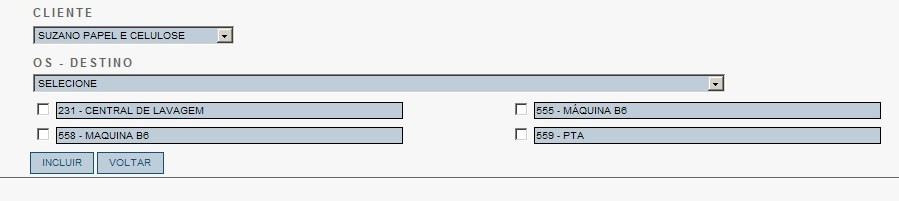 CLIENTE
SUZANO PAPEL E CELULOSE
OS - DESTINO
SELECIONE
231 - CENTRAL DE LAVAGEM
555 - MÁQUINA B6
558 - MAQUINA B6
559 - PTA
INCLUIR VOLTAR